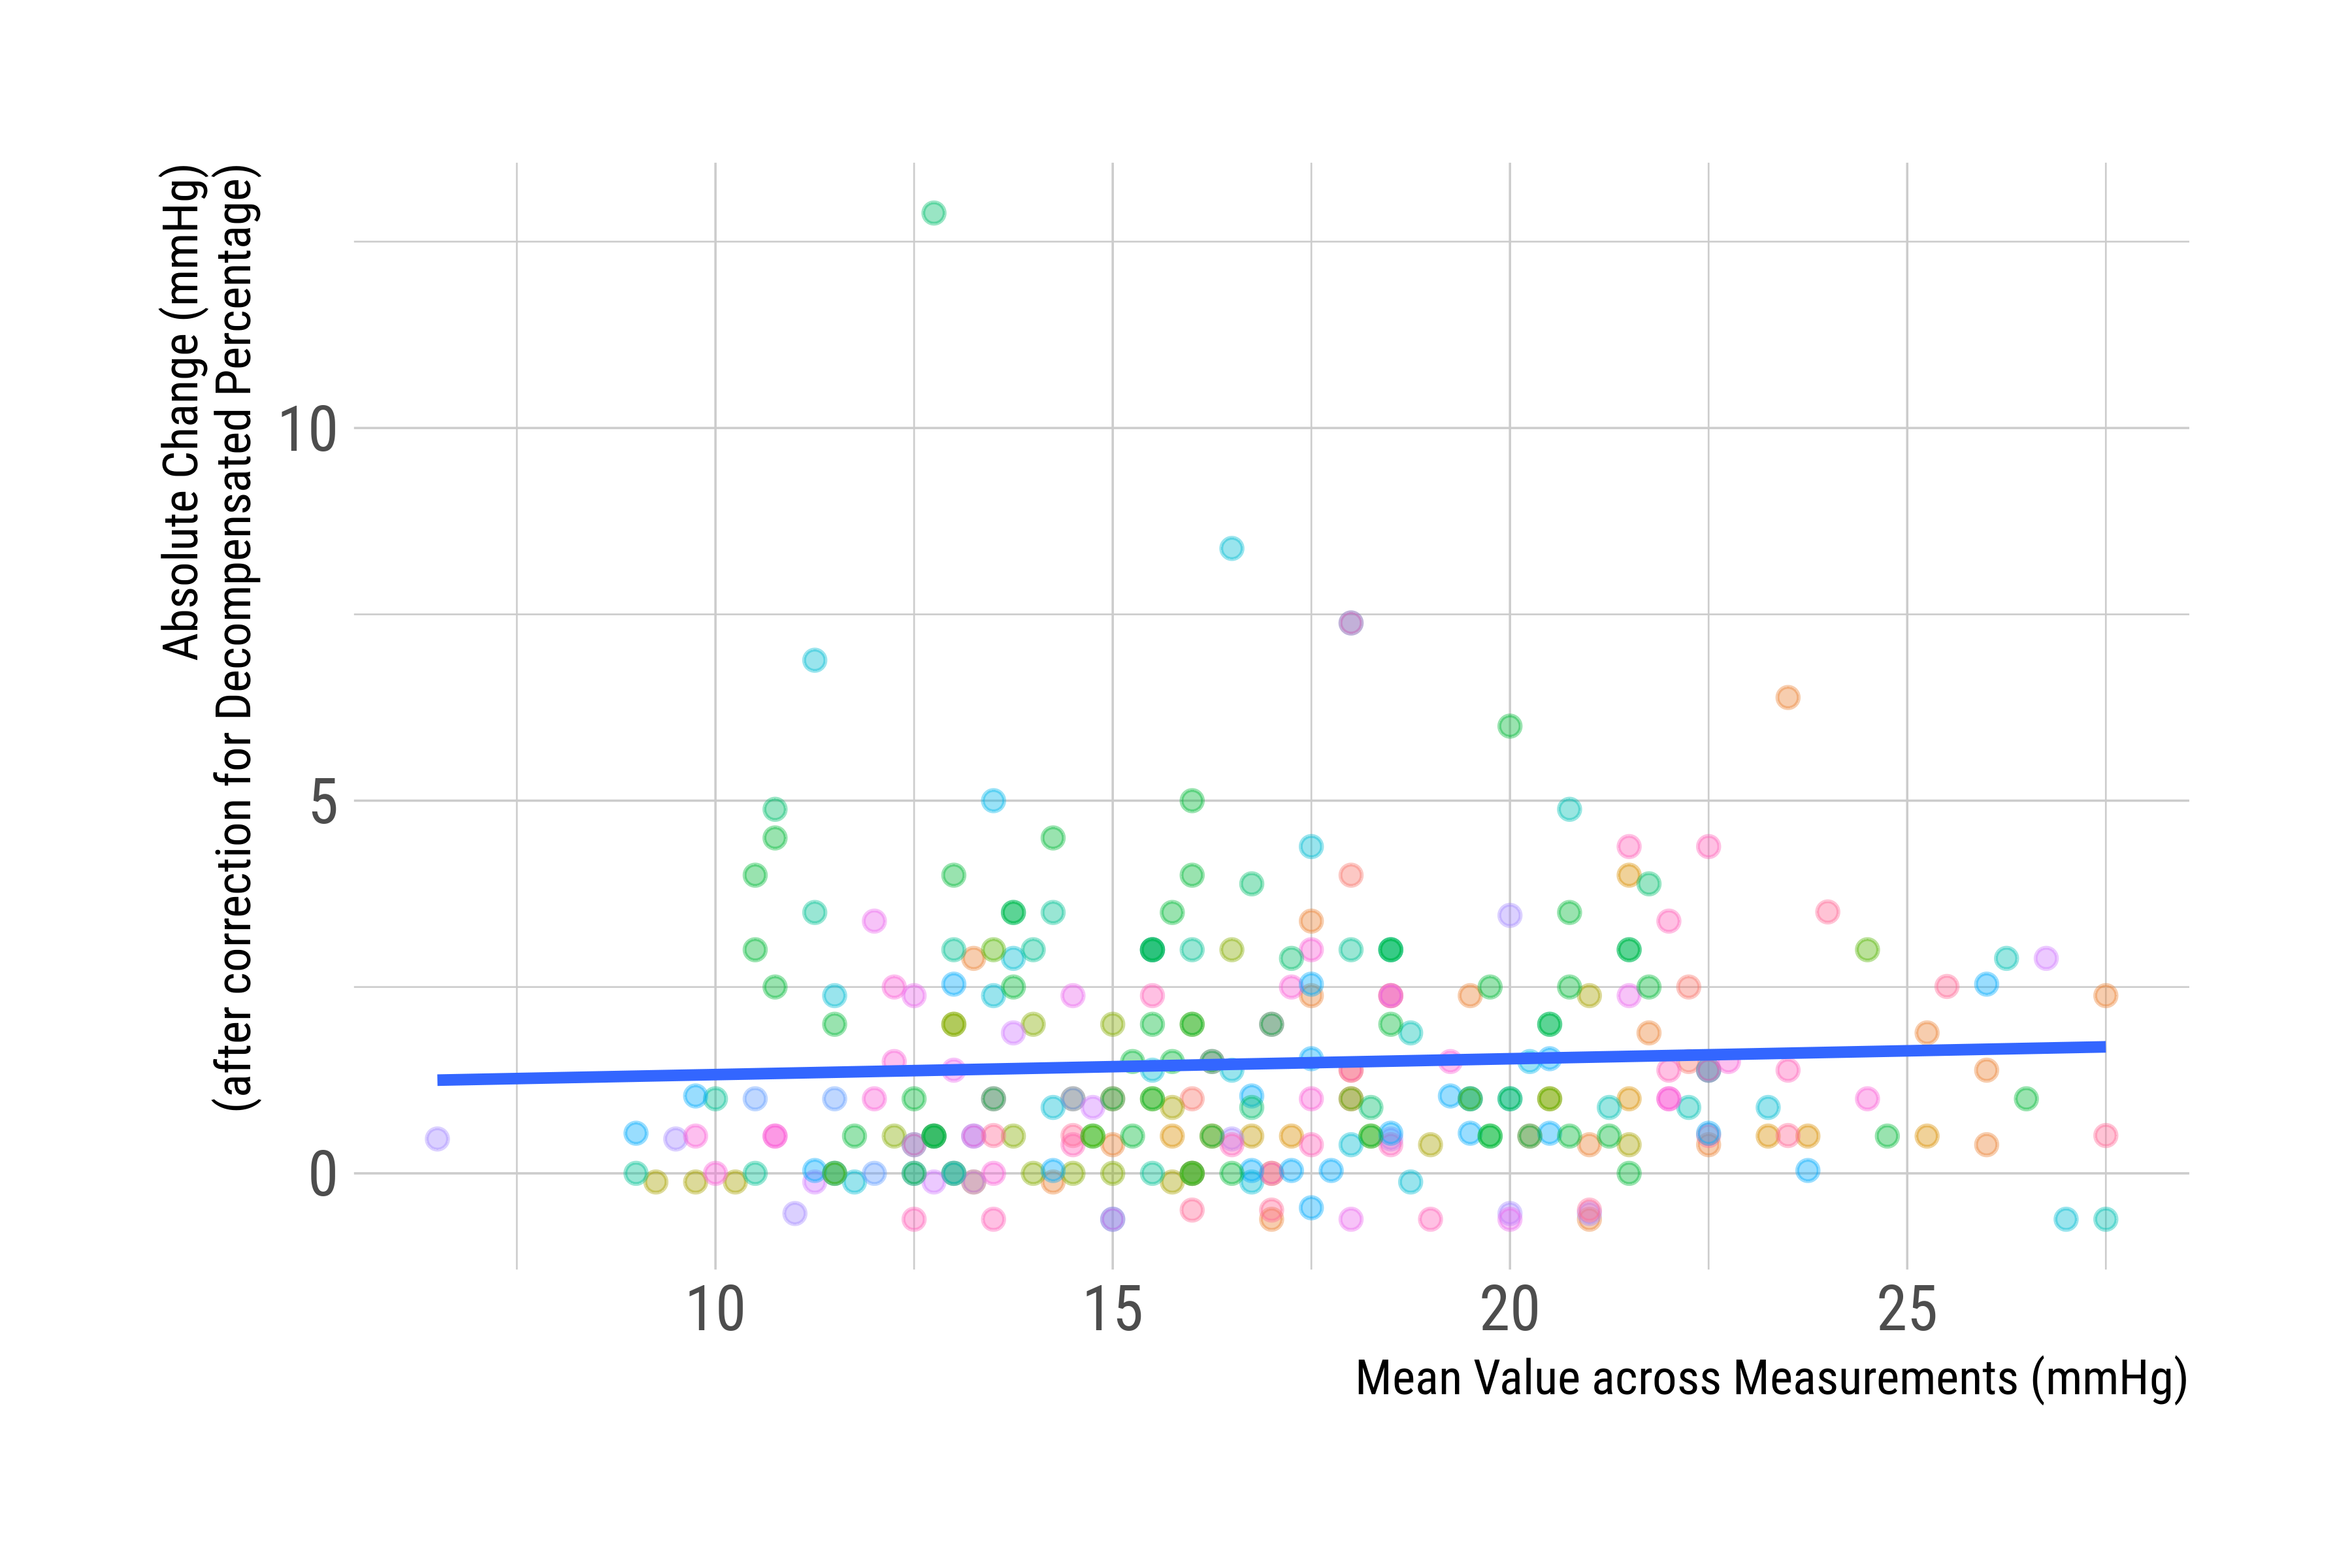 Absolute Change (mmHg)
(after correction for Decompensated Percentage)
10
5
0
10
15
20
25
Mean Value across Measurements (mmHg)